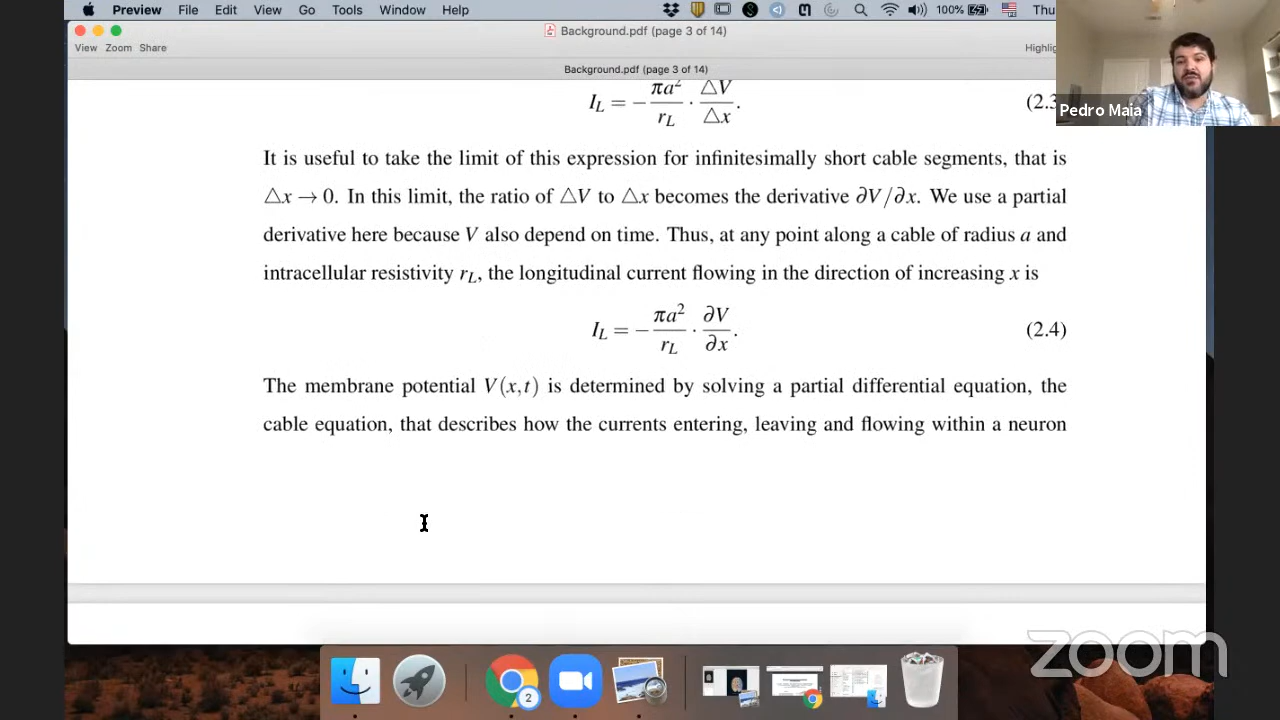 Preview File Edit View Go Tools Window Help 100% Thu
Background.pdf (page 3 of 14)
View Zoom Share
Background.pdf (page 3 of 14)
I_L = − πa² / r_L · △V / △x .
It is useful to take the limit of this expression for infinitesimally short cable segments, that is
△x → 0. In this limit, the ratio of △V to △x becomes the derivative ∂V/∂x. We use a partial
derivative here because V also depend on time. Thus, at any point along a cable of radius a and
intracellular resistivity r_L, the longitudinal current flowing in the direction of increasing x is
I_L = − πa² / r_L · ∂V / ∂x . (2.4)
The membrane potential V(x,t) is determined by solving a partial differential equation, the
cable equation, that describes how the currents entering, leaving and flowing within a neuron
Pedro Maia
2
zoom